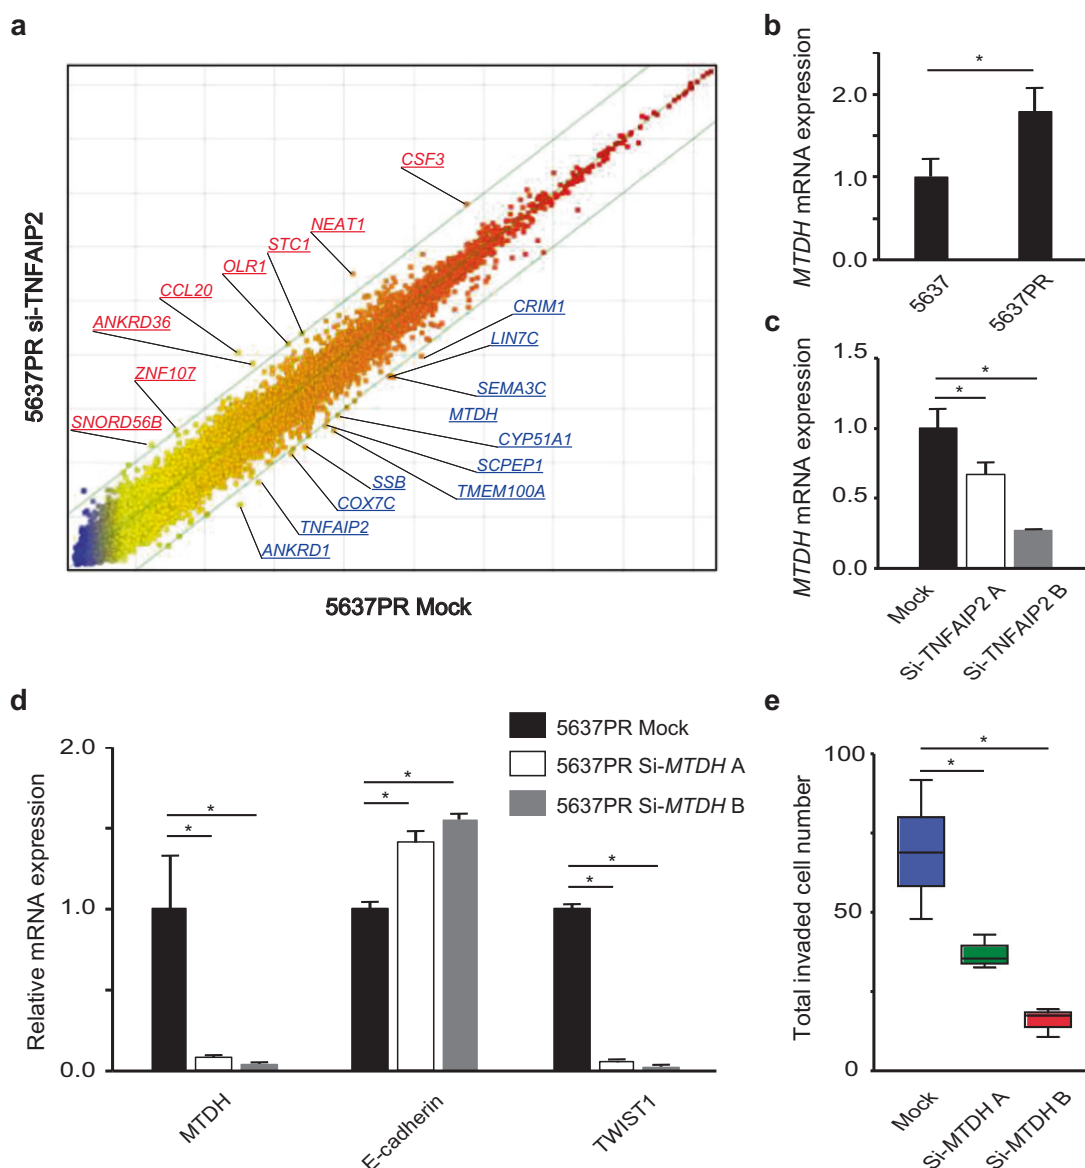 a
5637PR si-TNFAIP2
CSF3
NEAT1
STC1
OLR1
CCL20
ANKRD36
ZNF107
SNORD56B
CRIM1
LIN7C
SEMA3C
MTDH
CYP51A1
SCPEP1
TMEM100A
SSB
COX7C
TNFAIP2
ANKRD1
5637PR Mock
b
MTDH mRNA expression
2.0
1.0
0.0
*
5637
5637PR
c
MTDH mRNA expression
1.5
1.0
0.5
0.0
*
*
Mock
Si-TNFAIP2 A
Si-TNFAIP2 B
d
5637PR Mock
5637PR Si-MTDH A
5637PR Si-MTDH B
Relative mRNA expression
2.0
1.0
0.0
*
*
*
*
*
*
MTDH
E-cadherin
TWIST1
e
Total invaded cell number
100
50
0
*
*
Mock
Si-MTDH A
Si-MTDH B